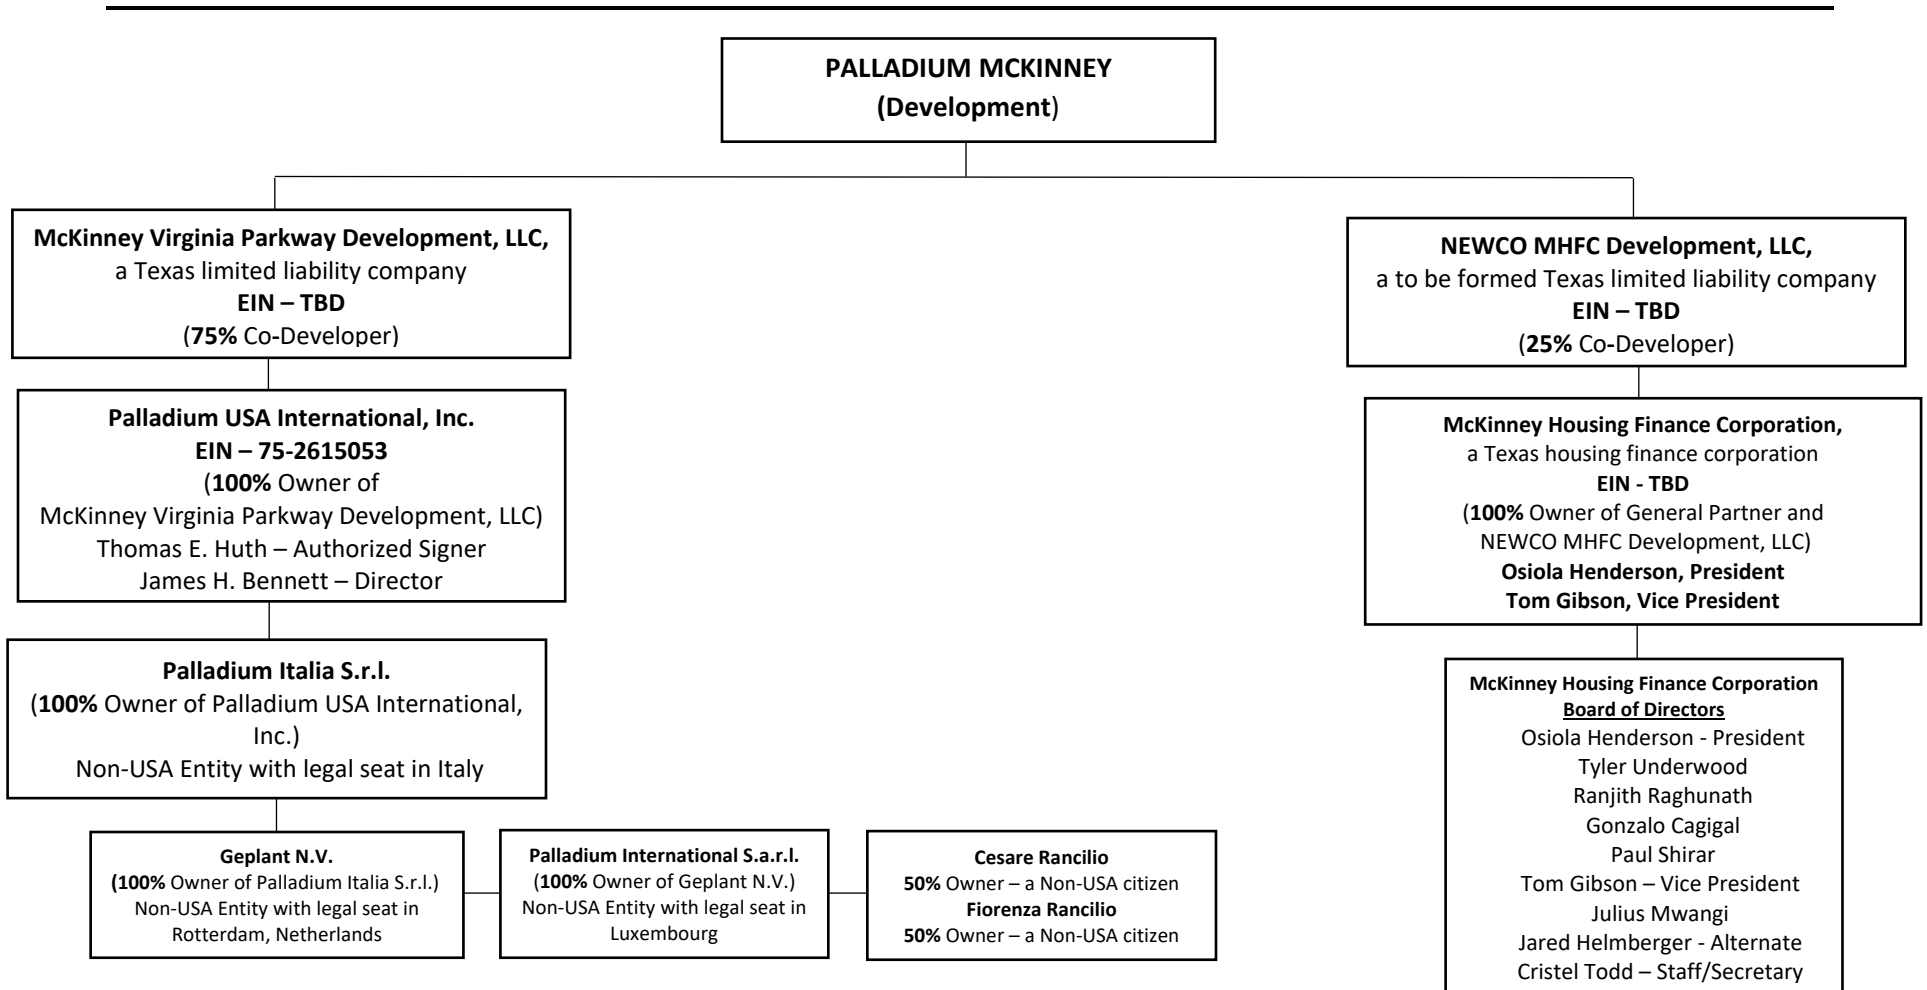 PALLADIUM MCKINNEY
(Development)
McKinney Virginia Parkway Development, LLC,
a Texas limited liability company
EIN – TBD
(75% Co-Developer)
NEWCO MHFC Development, LLC,
a to be formed Texas limited liability company
EIN – TBD
(25% Co-Developer)
Palladium USA International, Inc.
EIN – 75-2615053
(100% Owner of
McKinney Virginia Parkway Development, LLC)
Thomas E. Huth – Authorized Signer
James H. Bennett – Director
McKinney Housing Finance Corporation,
a Texas housing finance corporation
EIN - TBD
(100% Owner of General Partner and
NEWCO MHFC Development, LLC)
Osiola Henderson, President
Tom Gibson, Vice President
Palladium Italia S.r.l.
(100% Owner of Palladium USA International,
Inc.)
Non-USA Entity with legal seat in Italy
McKinney Housing Finance Corporation
Board of Directors
Osiola Henderson - President
Tyler Underwood
Ranjith Raghunath
Gonzalo Cagigal
Paul Shirar
Tom Gibson – Vice President
Julius Mwangi
Jared Helmberger - Alternate
Cristel Todd – Staff/Secretary
Geplant N.V.
(100% Owner of Palladium Italia S.r.l.)
Non-USA Entity with legal seat in
Rotterdam, Netherlands
Palladium International S.a.r.l.
(100% Owner of Geplant N.V.)
Non-USA Entity with legal seat in
Luxembourg
Cesare Rancilio
50% Owner – a Non-USA citizen
Fiorenza Rancilio
50% Owner – a Non-USA citizen